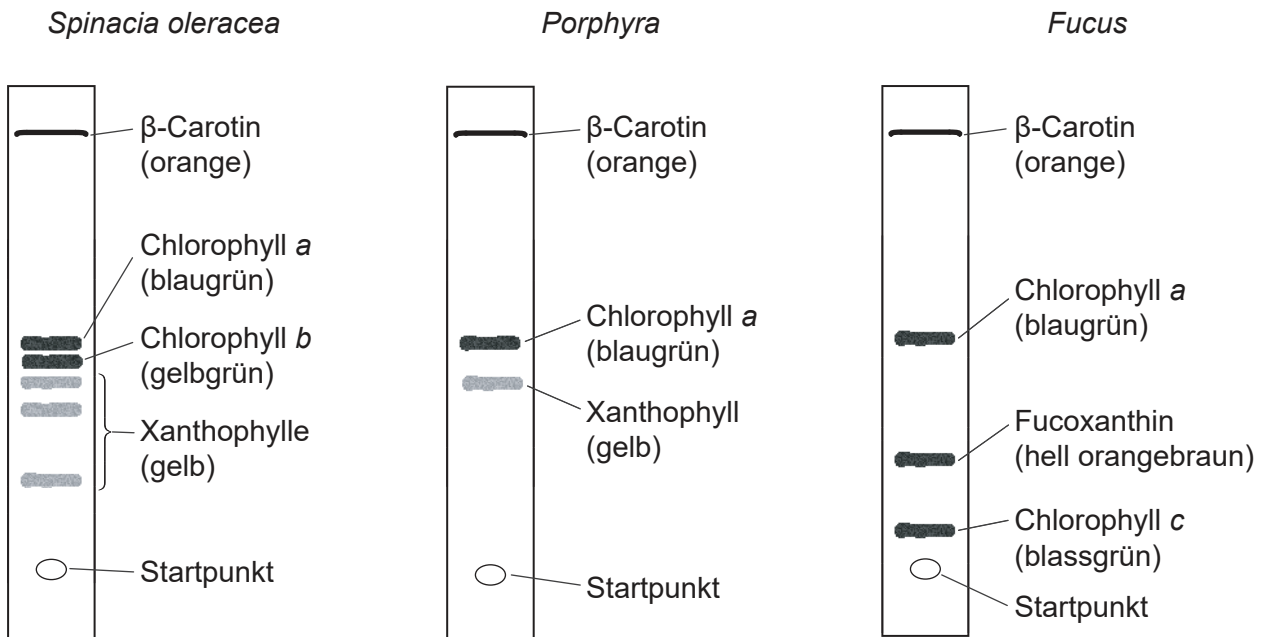 Spinacia oleracea
β-Carotin
(orange)
Chlorophyll a
(blaugrün)
Chlorophyll b
(gelbgrün)
Xanthophylle
(gelb)
Startpunkt
Porphyra
β-Carotin
(orange)
Chlorophyll a
(blaugrün)
Xanthophyll
(gelb)
Startpunkt
Fucus
β-Carotin
(orange)
Chlorophyll a
(blaugrün)
Fucoxanthin
(hell orangebraun)
Chlorophyll c
(blassgrün)
Startpunkt